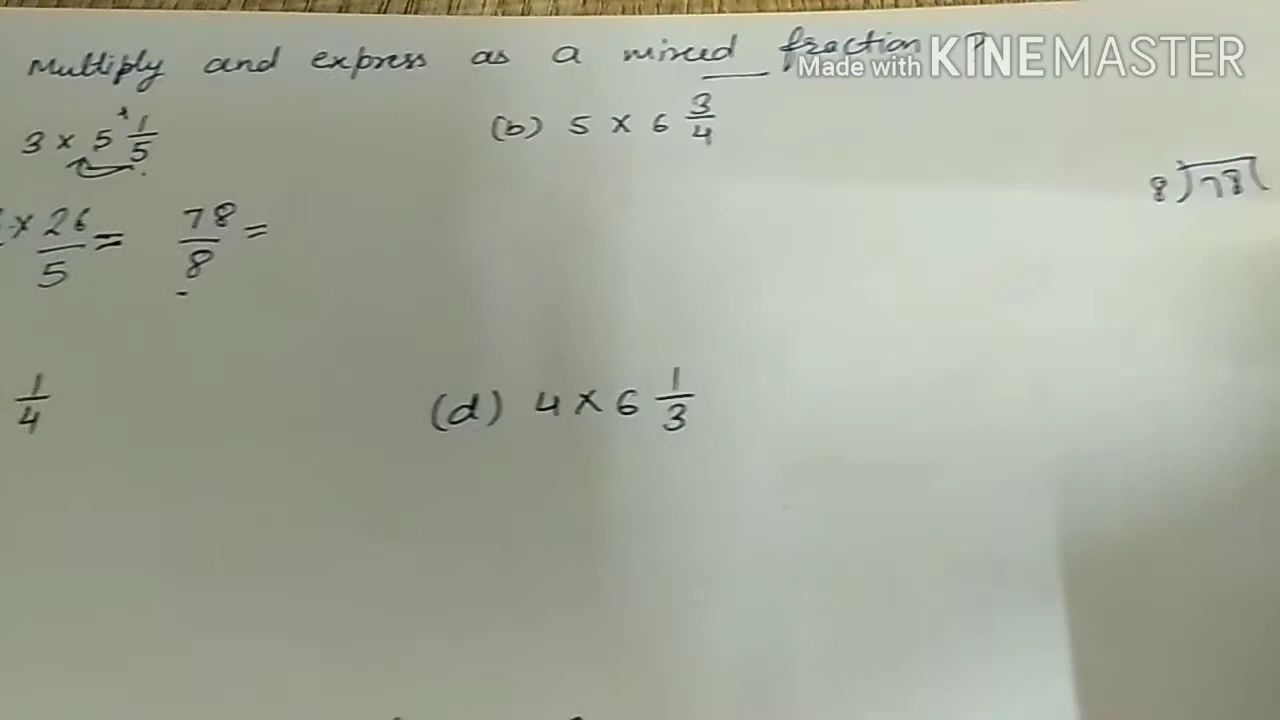 Multiply and express as a mixed fraction ?
Made with KINEMASTER
3 × 5 1/5
(b) 5 × 6 3/4
8)78(
× 26/5 = 78/8 =
1/4
(d) 4 × 6 1/3